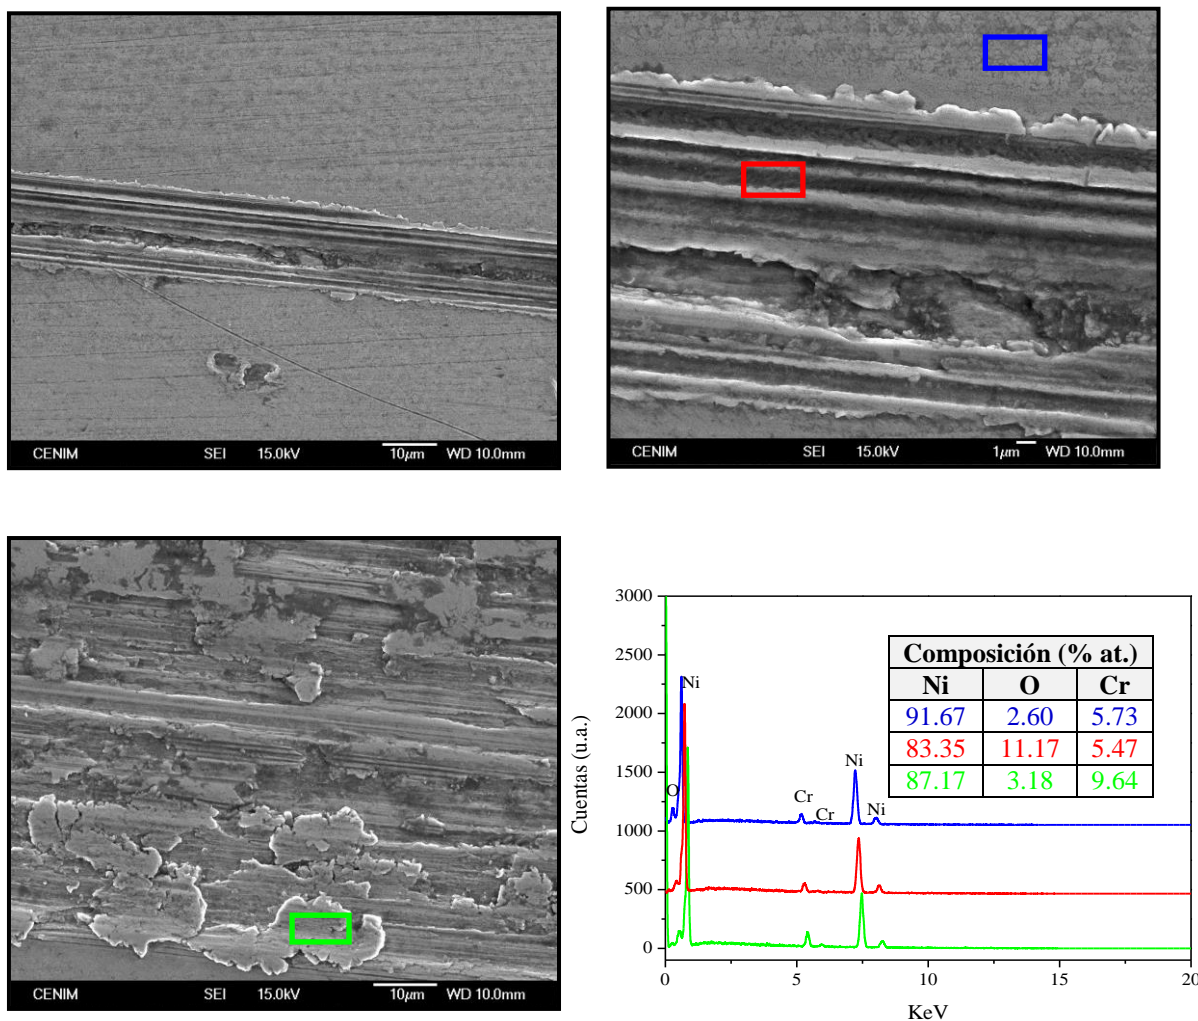 CENIM SEI 15.0kV 10μm WD 10.0mm
CENIM SEI 15.0kV 1μm WD 10.0mm
CENIM SEI 15.0kV 10μm WD 10.0mm
3000
2500
2000
1500
1000
500
0
Cuentas (u.a.)
0 5 10 15 20
KeV
Ni
O
Cr
Cr
Ni
Ni
Composición (% at.)
Ni O Cr
91.67 2.60 5.73
83.35 11.17 5.47
87.17 3.18 9.64